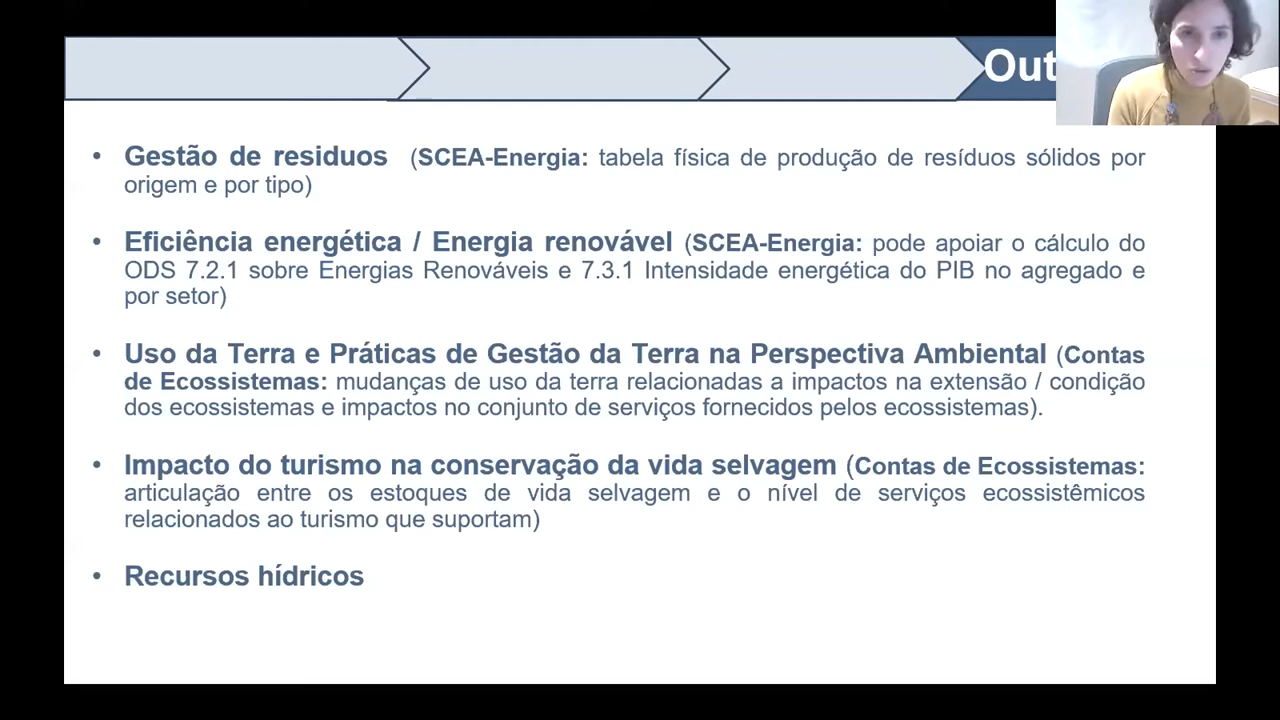 • Gestão de residuos (SCEA-Energia: tabela física de produção de resíduos sólidos por
origem e por tipo)
• Eficiência energética / Energia renovável (SCEA-Energia: pode apoiar o cálculo do
ODS 7.2.1 sobre Energias Renováveis e 7.3.1 Intensidade energética do PIB no agregado e
por setor)
• Uso da Terra e Práticas de Gestão da Terra na Perspectiva Ambiental (Contas
de Ecossistemas: mudanças de uso da terra relacionadas a impactos na extensão / condição
dos ecossistemas e impactos no conjunto de serviços fornecidos pelos ecossistemas).
• Impacto do turismo na conservação da vida selvagem (Contas de Ecossistemas:
articulação entre os estoques de vida selvagem e o nível de serviços ecossistêmicos
relacionados ao turismo que suportam)
• Recursos hídricos